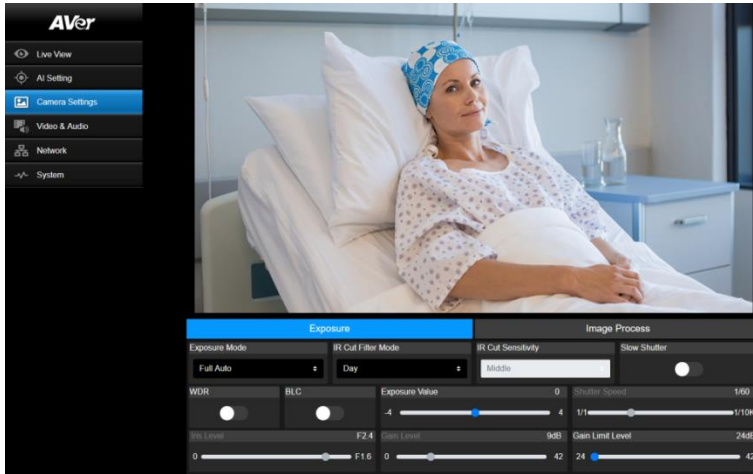 AVer
Live View
AI Setting
Camera Settings
Video & Audio
Network
System
Exposure
Image Process
Exposure Mode
IR Cut Filter Mode
IR Cut Sensitivity
Slow Shutter
Full Auto
Day
Middle
WDR
BLC
Exposure Value 0
Shutter Speed 1/60
-4 4
1/1 1/10K
Iris Level F2.4
Gain Level 9dB
Gain Limit Level 24dB
0 F1.6
0 42
24